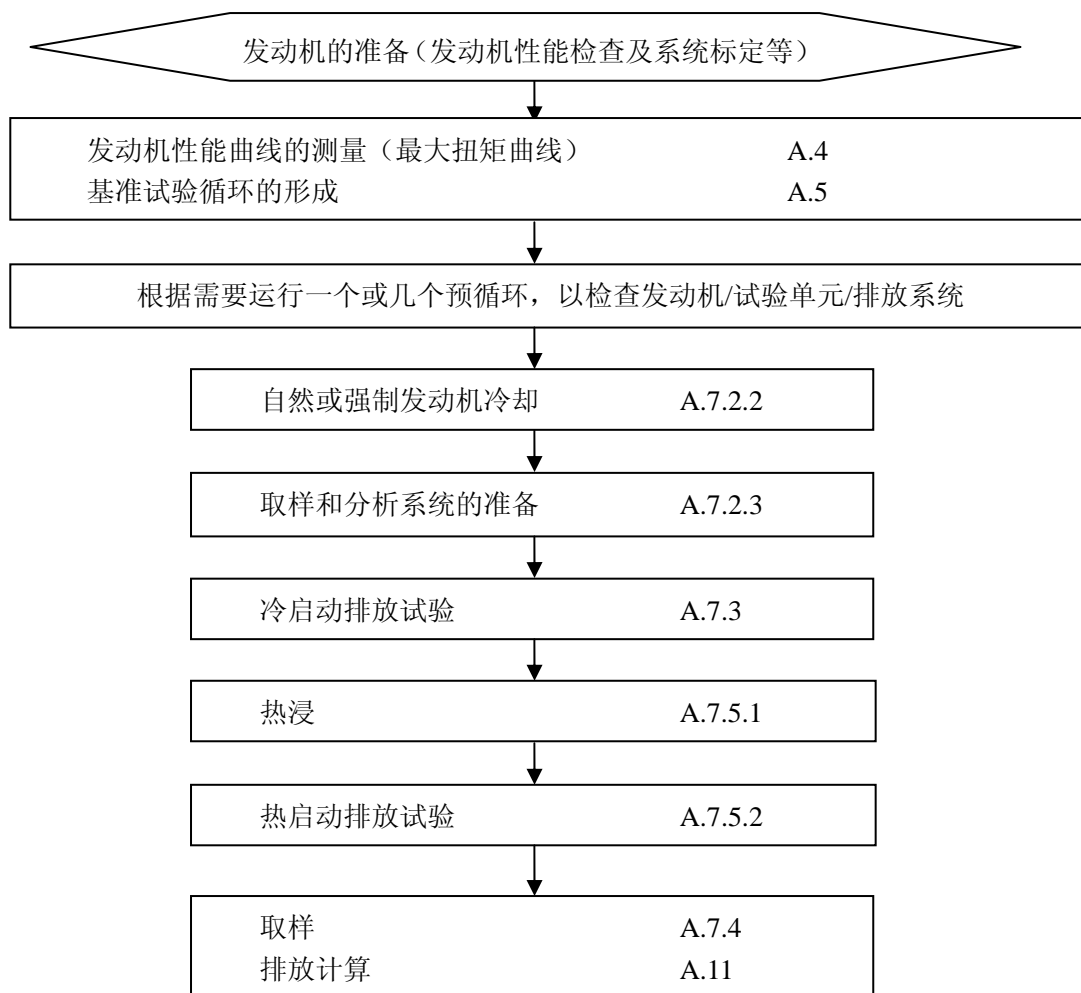 发动机的准备（发动机性能检查及系统标定等）
发动机性能曲线的测量（最大扭矩曲线） A.4
基准试验循环的形成 A.5
根据需要运行一个或几个预循环，以检查发动机/试验单元/排放系统
自然或强制发动机冷却 A.7.2.2
取样和分析系统的准备 A.7.2.3
冷启动排放试验 A.7.3
热浸 A.7.5.1
热启动排放试验 A.7.5.2
取样 A.7.4
排放计算 A.11